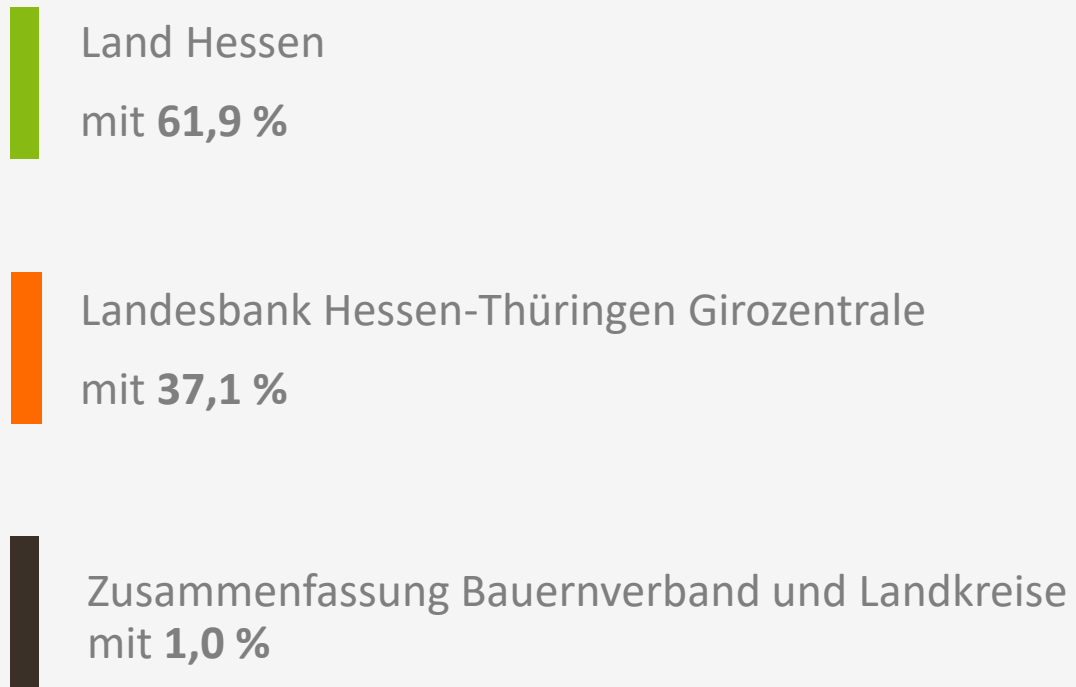 Land Hessen
mit 61,9 %
Landesbank Hessen-Thüringen Girozentrale
mit 37,1 %
Zusammenfassung Bauernverband und Landkreise
mit 1,0 %